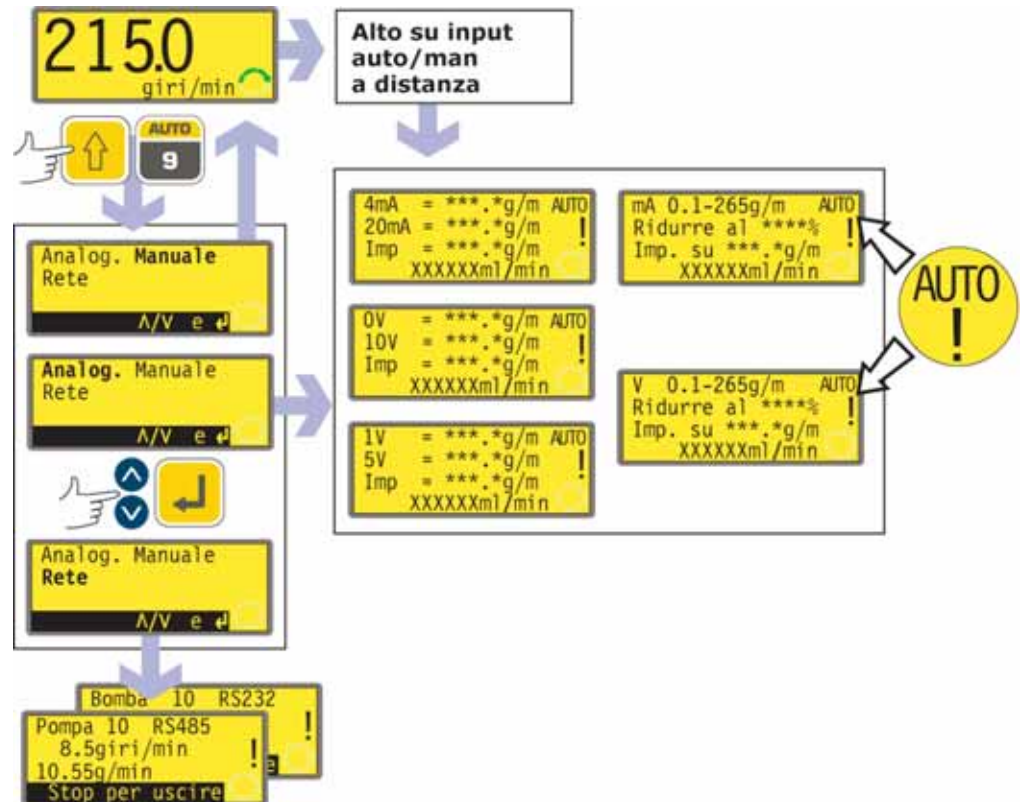 2150
giri/min
Alto su input
auto/man
a distanza
AUTO
9
Analog. Manuale
Rete
Λ/V e ↲
Analog. Manuale
Rete
Λ/V e ↲
Analog. Manuale
Rete
Λ/V e ↲
4mA = ***.*g/m AUTO
20mA = ***.*g/m !
Imp = ***.*g/m
XXXXXXml/min
0V = ***.*g/m AUTO
10V = ***.*g/m !
Imp = ***.*g/m
XXXXXXml/min
1V = ***.*g/m AUTO
5V = ***.*g/m !
Imp = ***.*g/m
XXXXXXml/min
mA 0.1-265g/m AUTO
Ridurre al ****% !
Imp. su ***.*g/m
XXXXXXml/min
V 0.1-265g/m AUTO
Ridurre al ****% !
Imp. su ***.*g/m
XXXXXXml/min
AUTO
!
Bomba 10 RS232
!
e
Pompa 10 RS485
8.5giri/min !
10.55g/min
Stop per uscire